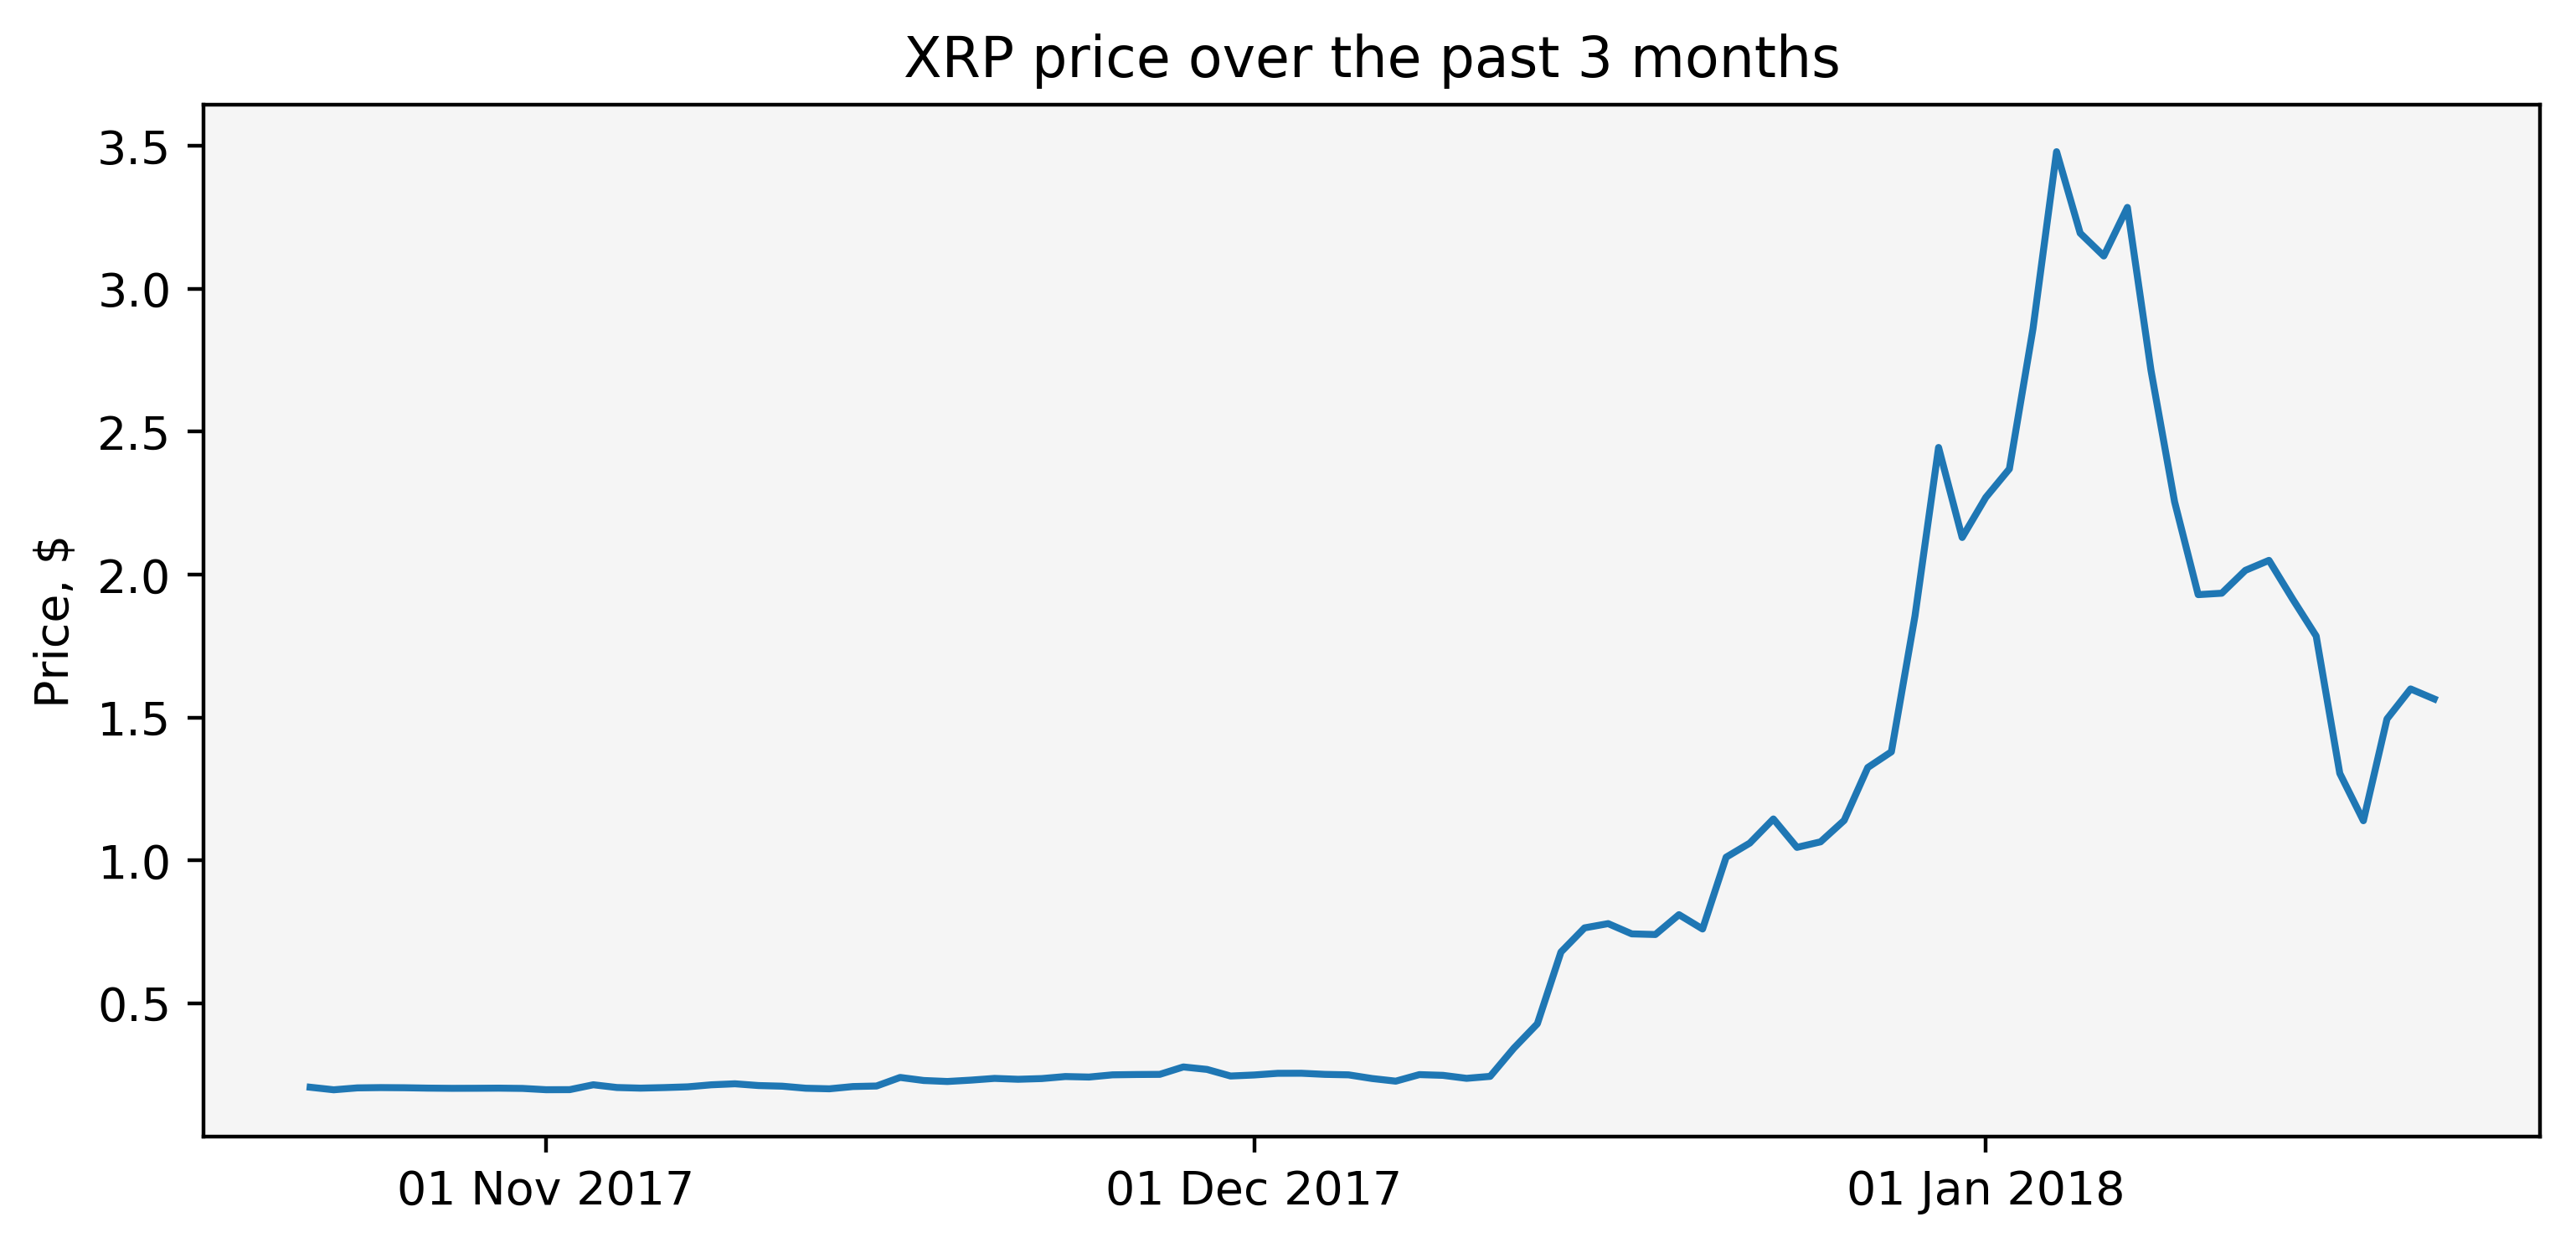 XRP price over the past 3 months
Price, $
3.5
3.0
2.5
2.0
1.5
1.0
0.5
01 Nov 2017
01 Dec 2017
01 Jan 2018